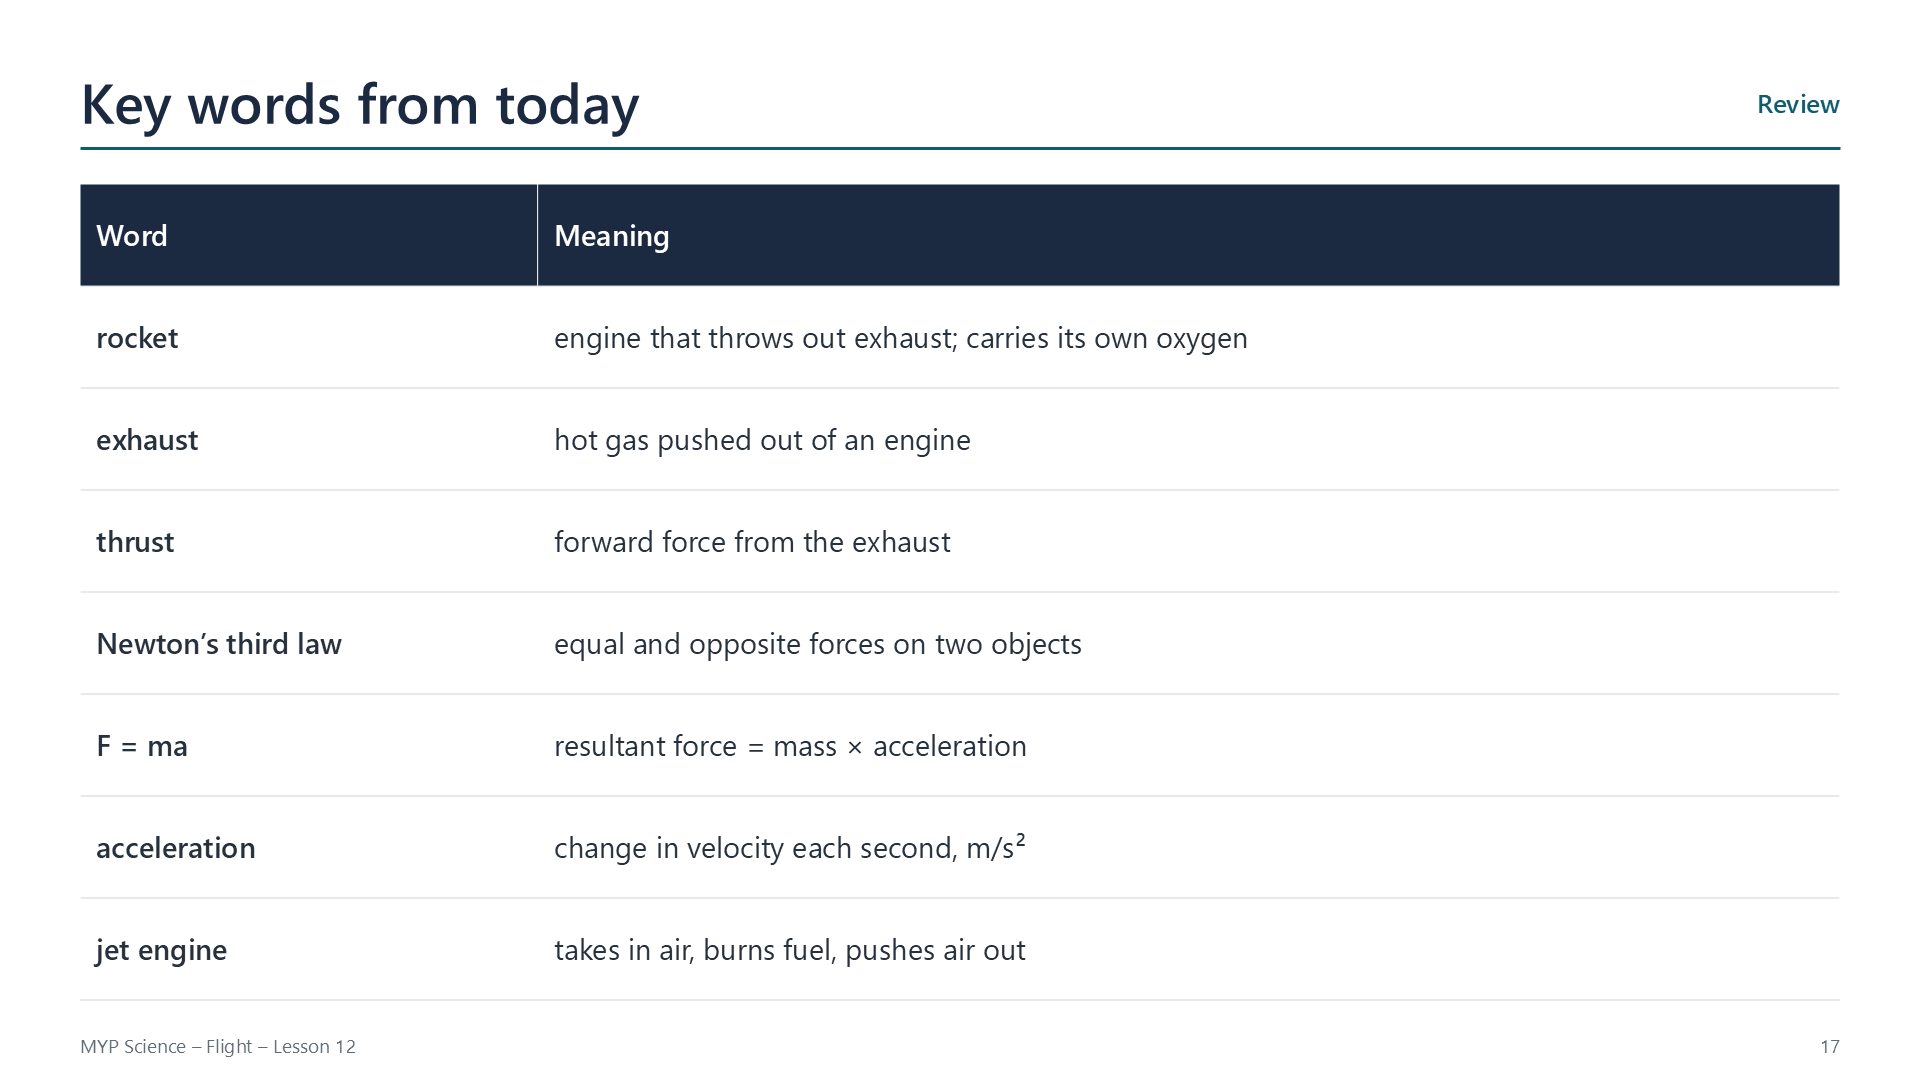 Key words from today
Review
Word
Meaning
rocket
engine that throws out exhaust; carries its own oxygen
exhaust
hot gas pushed out of an engine
thrust
forward force from the exhaust
Newton’s third law
equal and opposite forces on two objects
F = ma
resultant force = mass × acceleration
acceleration
change in velocity each second, m/s²
jet engine
takes in air, burns fuel, pushes air out
MYP Science – Flight – Lesson 12
17